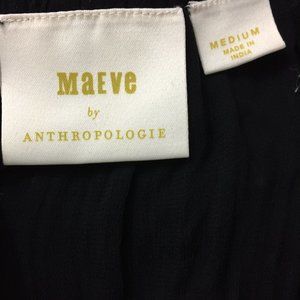 MaEve
by
ANTHROPOLOGIE
MEDIUM
MADE IN
INDIA